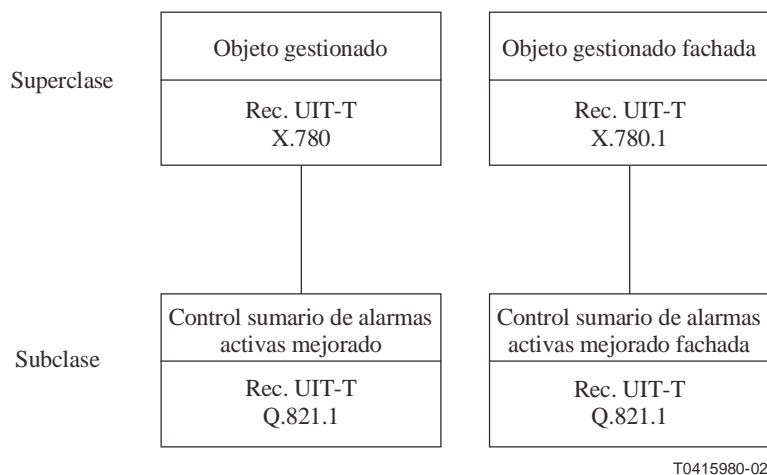 Superclase
Objeto gestionado
Rec. UIT-T
X.780
Objeto gestionado fachada
Rec. UIT-T
X.780.1
Subclase
Control sumario de alarmas
activas mejorado
Rec. UIT-T
Q.821.1
Control sumario de alarmas
activas mejorado fachada
Rec. UIT-T
Q.821.1
T0415980-02